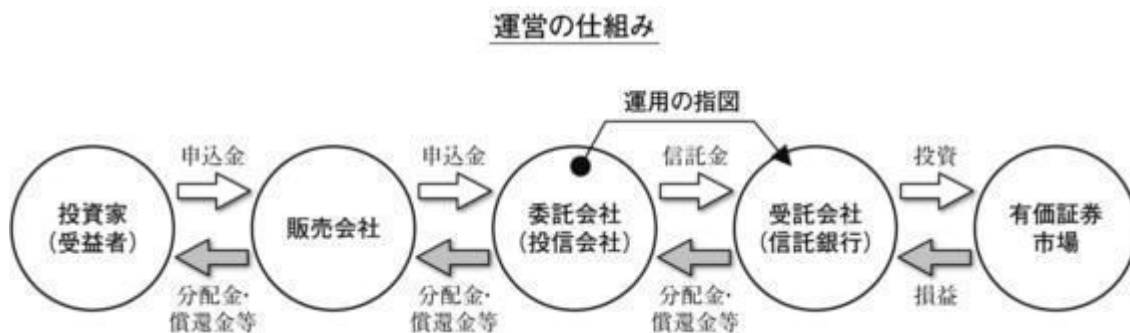 運営の仕組み
運用の指図
申込金
申込金
信託金
投資
投資家
(受益者)
販売会社
委託会社
(投信会社)
受託会社
(信託銀行)
有価証券
市場
分配金・
償還金等
分配金・
償還金等
分配金・
償還金等
損益